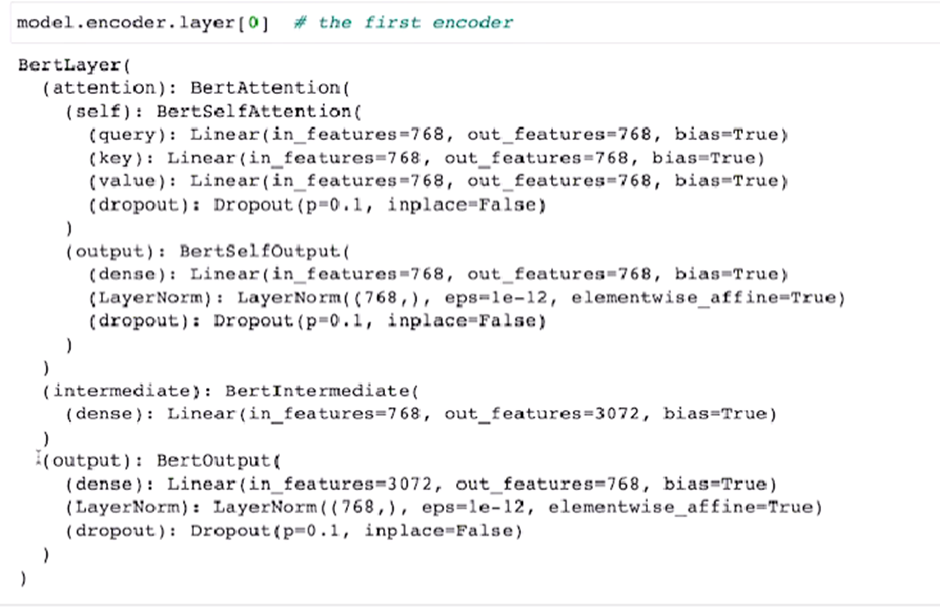 model.encoder.layer[0]  # the first encoder
BertLayer(
  (attention): BertAttention(
    (self): BertSelfAttention(
      (query): Linear(in_features=768, out_features=768, bias=True)
      (key): Linear(in_features=768, out_features=768, bias=True)
      (value): Linear(in_features=768, out_features=768, bias=True)
      (dropout): Dropout(p=0.1, inplace=False)
    )
    (output): BertSelfOutput(
      (dense): Linear(in_features=768, out_features=768, bias=True)
      (LayerNorm): LayerNorm((768,), eps=1e-12, elementwise_affine=True)
      (dropout): Dropout(p=0.1, inplace=False)
    )
  )
  (intermediate): BertIntermediate(
    (dense): Linear(in_features=768, out_features=3072, bias=True)
  )
  (output): BertOutput(
    (dense): Linear(in_features=3072, out_features=768, bias=True)
    (LayerNorm): LayerNorm((768,), eps=1e-12, elementwise_affine=True)
    (dropout): Dropout(p=0.1, inplace=False)
  )
)